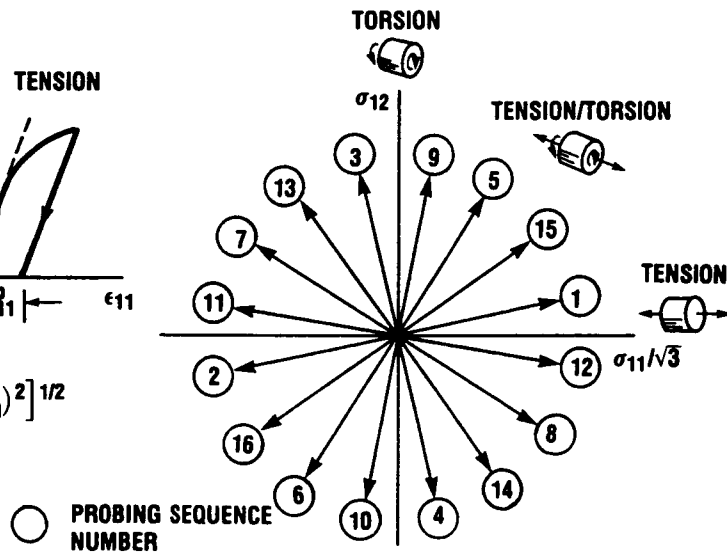 TORSION
TENSION
σ12
TENSION/TORSION
3
9
13
5
7
15
TENSION
11
1
ϵ11
2
12
σ11/√3
)²]1/2
16
8
6
14
10
4
PROBING SEQUENCE
NUMBER